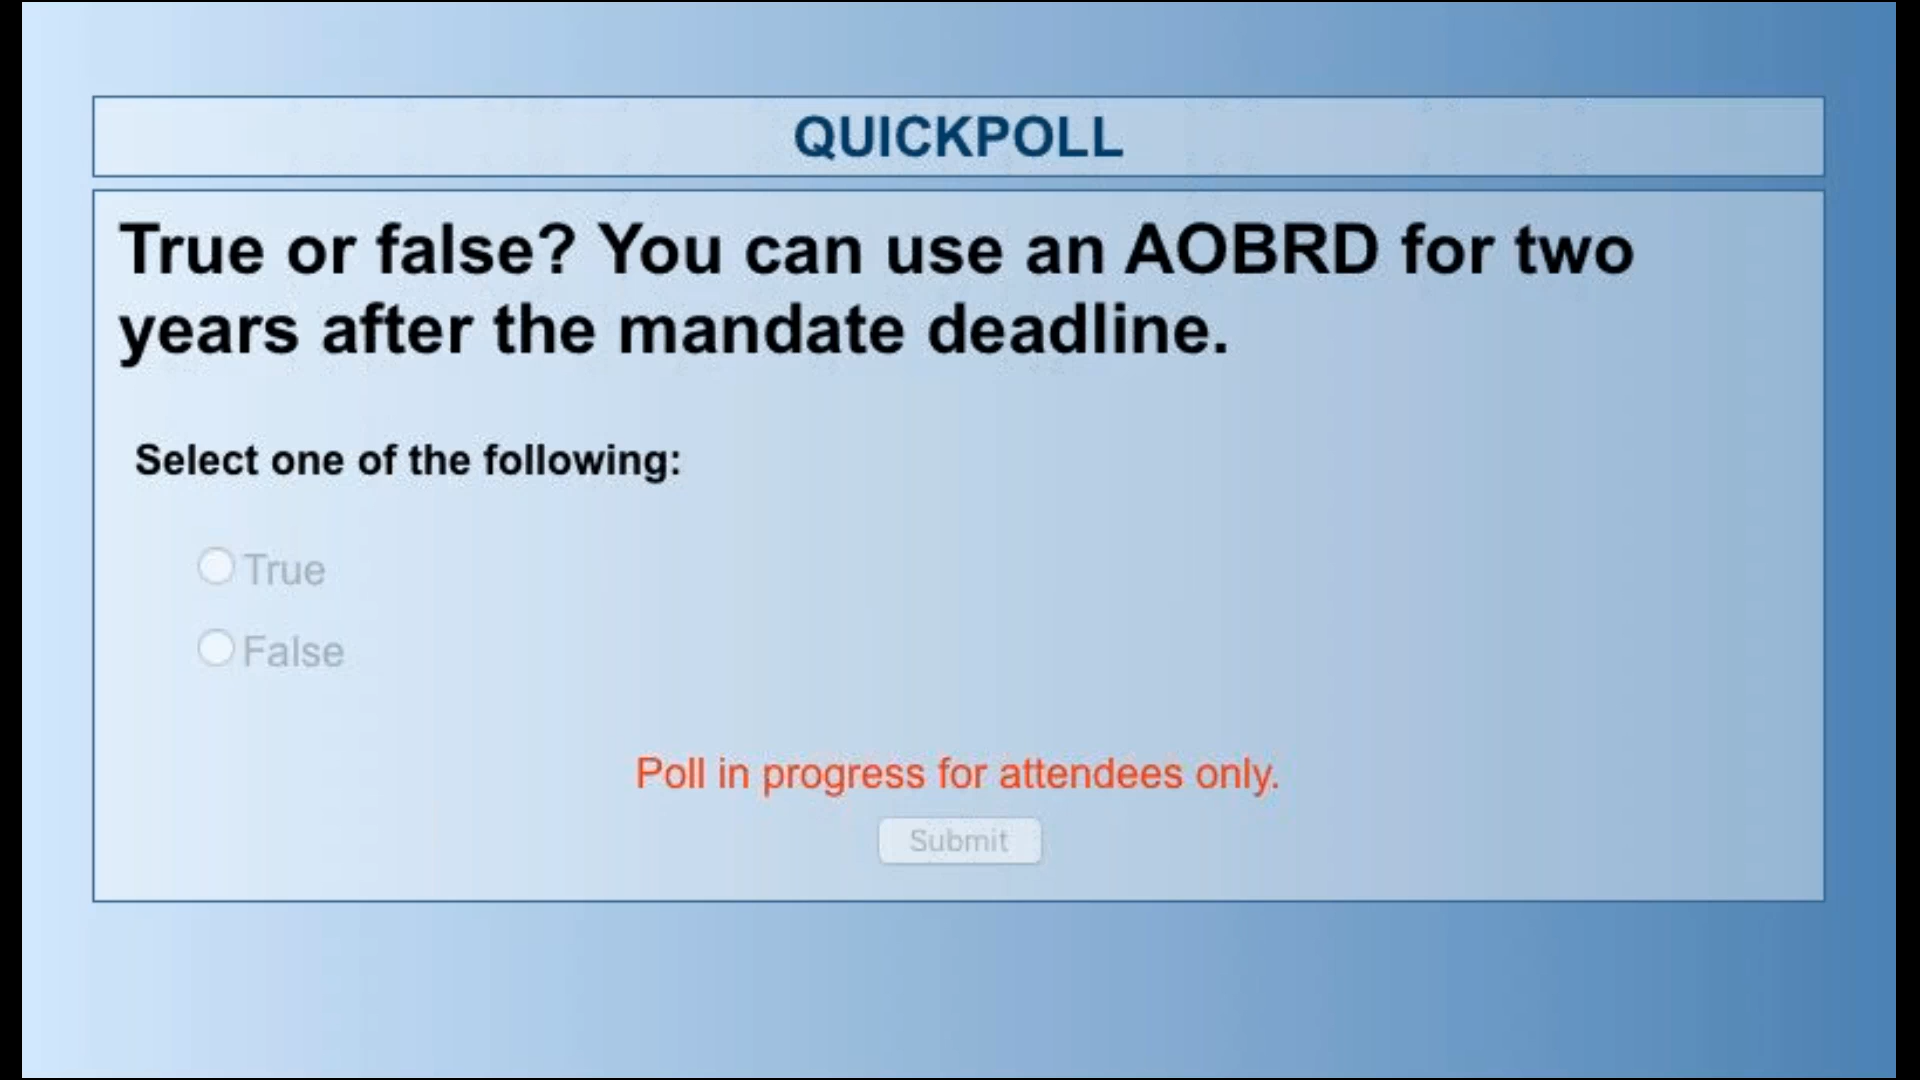 QUICKPOLL
True or false? You can use an AOBRD for two
years after the mandate deadline.
Select one of the following:
True
False
Poll in progress for attendees only.
Submit